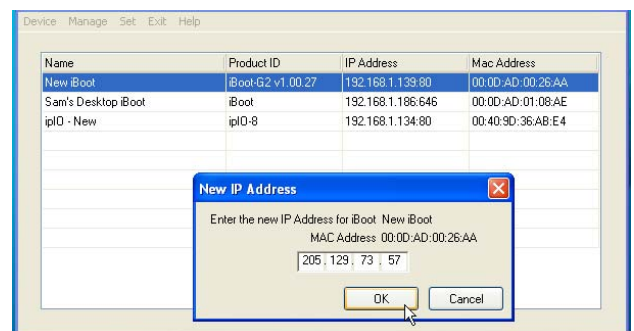 Device Manage Set Exit Help
Name Product ID IP Address Mac Address
New iBoot iBoot-G2 v1.00.27 192.168.1.139:80 00:0D:AD:00:26:AA
Sam's Desktop iBoot iBoot 192.168.1.186:646 00:0D:AD:01:08:AE
ipIO - New ipIO-8 192.168.1.134:80 00:40:9D:36:AB:E4
New IP Address
Enter the new IP Address for iBoot New iBoot
MAC Address 00:0D:AD:00:26:AA
205 . 129 . 73 . 57
OK Cancel